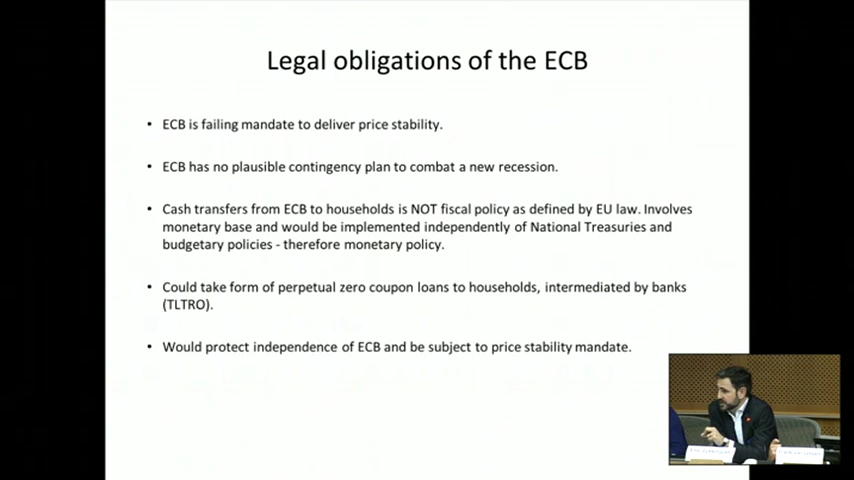 Legal obligations of the ECB
• ECB is failing mandate to deliver price stability.
• ECB has no plausible contingency plan to combat a new recession.
• Cash transfers from ECB to households is NOT fiscal policy as defined by EU law. Involves
monetary base and would be implemented independently of National Treasuries and
budgetary policies - therefore monetary policy.
• Could take form of perpetual zero coupon loans to households, intermediated by banks
(TLTRO).
• Would protect independence of ECB and be subject to price stability mandate.